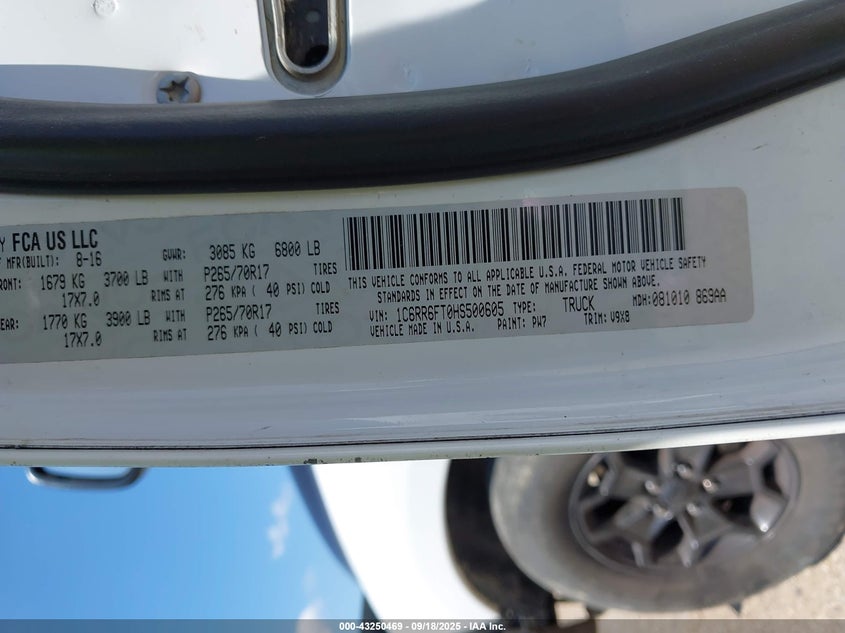 Y FCA US LLC
F MFR(BUILT): 8-16 GVWR: 3085 KG 6800 LB
RONT: 1679 KG 3700 LB WITH P265/70R17 TIRES
17X7.0 RIMS AT 276 KPA ( 40 PSI) COLD
EAR: 1770 KG 3900 LB WITH P265/70R17 TIRES
17X7.0 RIMS AT 276 KPA ( 40 PSI) COLD
THIS VEHICLE CONFORMS TO ALL APPLICABLE U.S.A. FEDERAL MOTOR VEHICLE SAFETY
STANDARDS IN EFFECT ON THE DATE OF MANUFACTURE SHOWN ABOVE.
VIN: 1C6RR6FT0HS500605 TYPE: TRUCK MDH: 081010 869AA
VEHICLE MADE IN U.S.A. PAINT: PW7 TRIM: V9X8
000-43250469 - 09/18/2025 - IAA Inc.